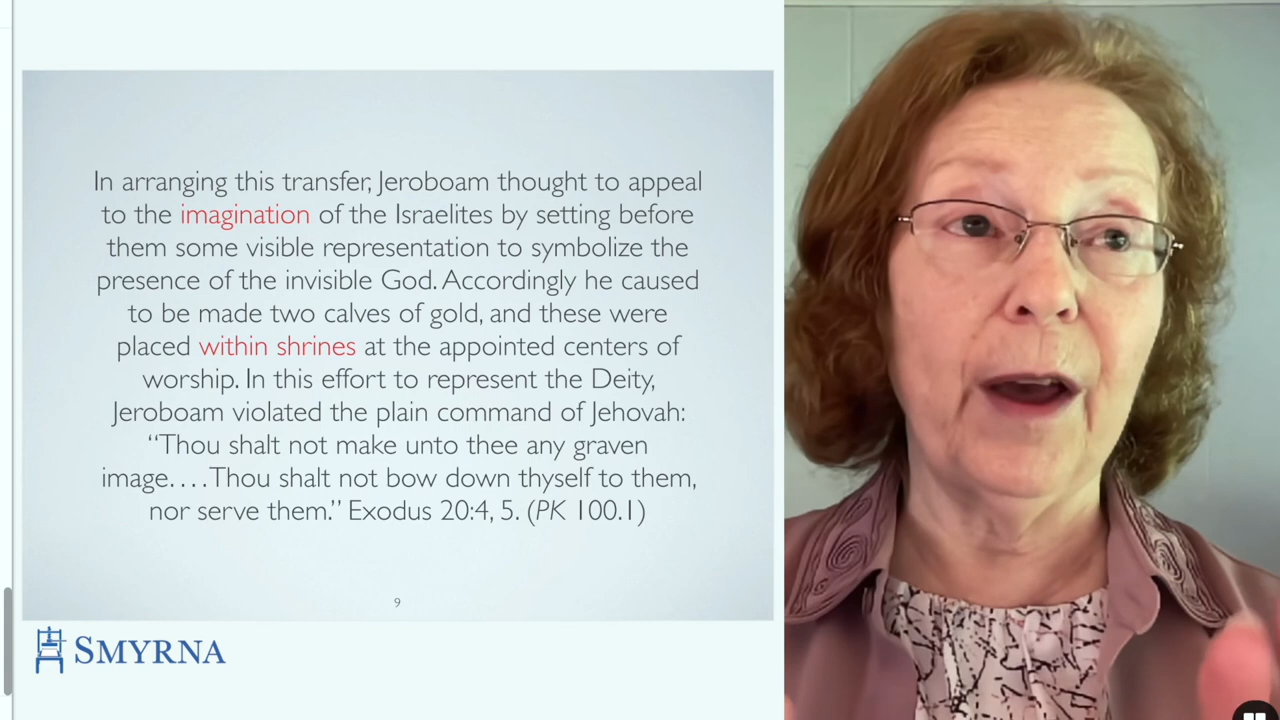 In arranging this transfer, Jeroboam thought to appeal
to the imagination of the Israelites by setting before
them some visible representation to symbolize the
presence of the invisible God. Accordingly he caused
to be made two calves of gold, and these were
placed within shrines at the appointed centers of
worship. In this effort to represent the Deity,
Jeroboam violated the plain command of Jehovah:
“Thou shalt not make unto thee any graven
image. . . . Thou shalt not bow down thyself to them,
nor serve them.” Exodus 20:4, 5. (PK 100.1)
9
SMYRNA